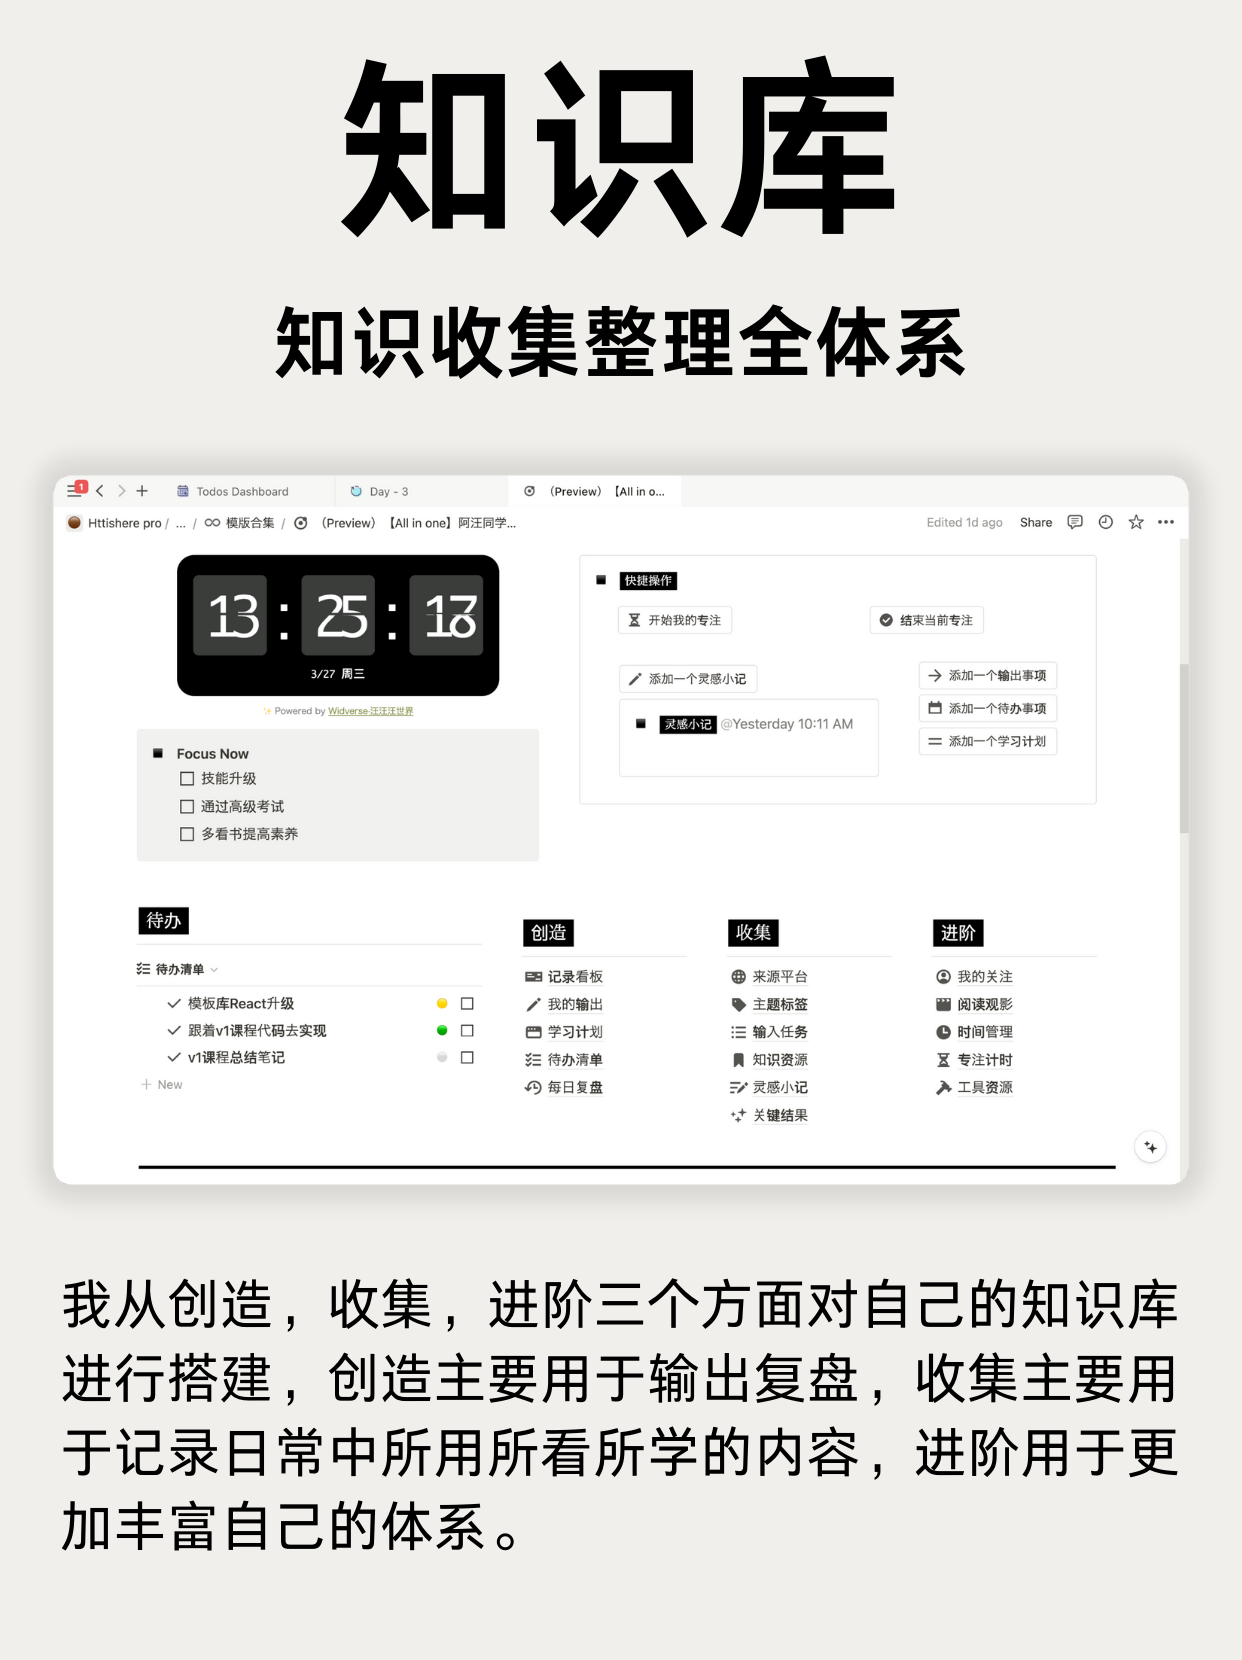 知识库
知识收集整理全体系
1
Todos Dashboard
Day - 3
（Preview）【All in o...
Httishere pro / ... / 模版合集 / （Preview）【All in one】阿汪同学...
Edited 1d ago
Share
13 : 25 :
3/27 周三
✨ Powered by Widverse·汪汪汪世界
Focus Now
技能升级
通过高级考试
多看书提高素养
快捷操作
开始我的专注
结束当前专注
添加一个灵感小记
灵感小记 @Yesterday 10:11 AM
添加一个输出事项
添加一个待办事项
添加一个学习计划
待办
待办清单
模板库React升级
跟着v1课程代码去实现
v1课程总结笔记
+ New
创造
记录看板
我的输出
学习计划
待办清单
每日复盘
收集
来源平台
主题标签
输入任务
知识资源
灵感小记
关键结果
进阶
我的关注
阅读观影
时间管理
专注计时
工具资源
我从创造，收集，进阶三个方面对自己的知识库
进行搭建，创造主要用于输出复盘，收集主要用
于记录日常中所用所看所学的内容，进阶用于更
加丰富自己的体系。